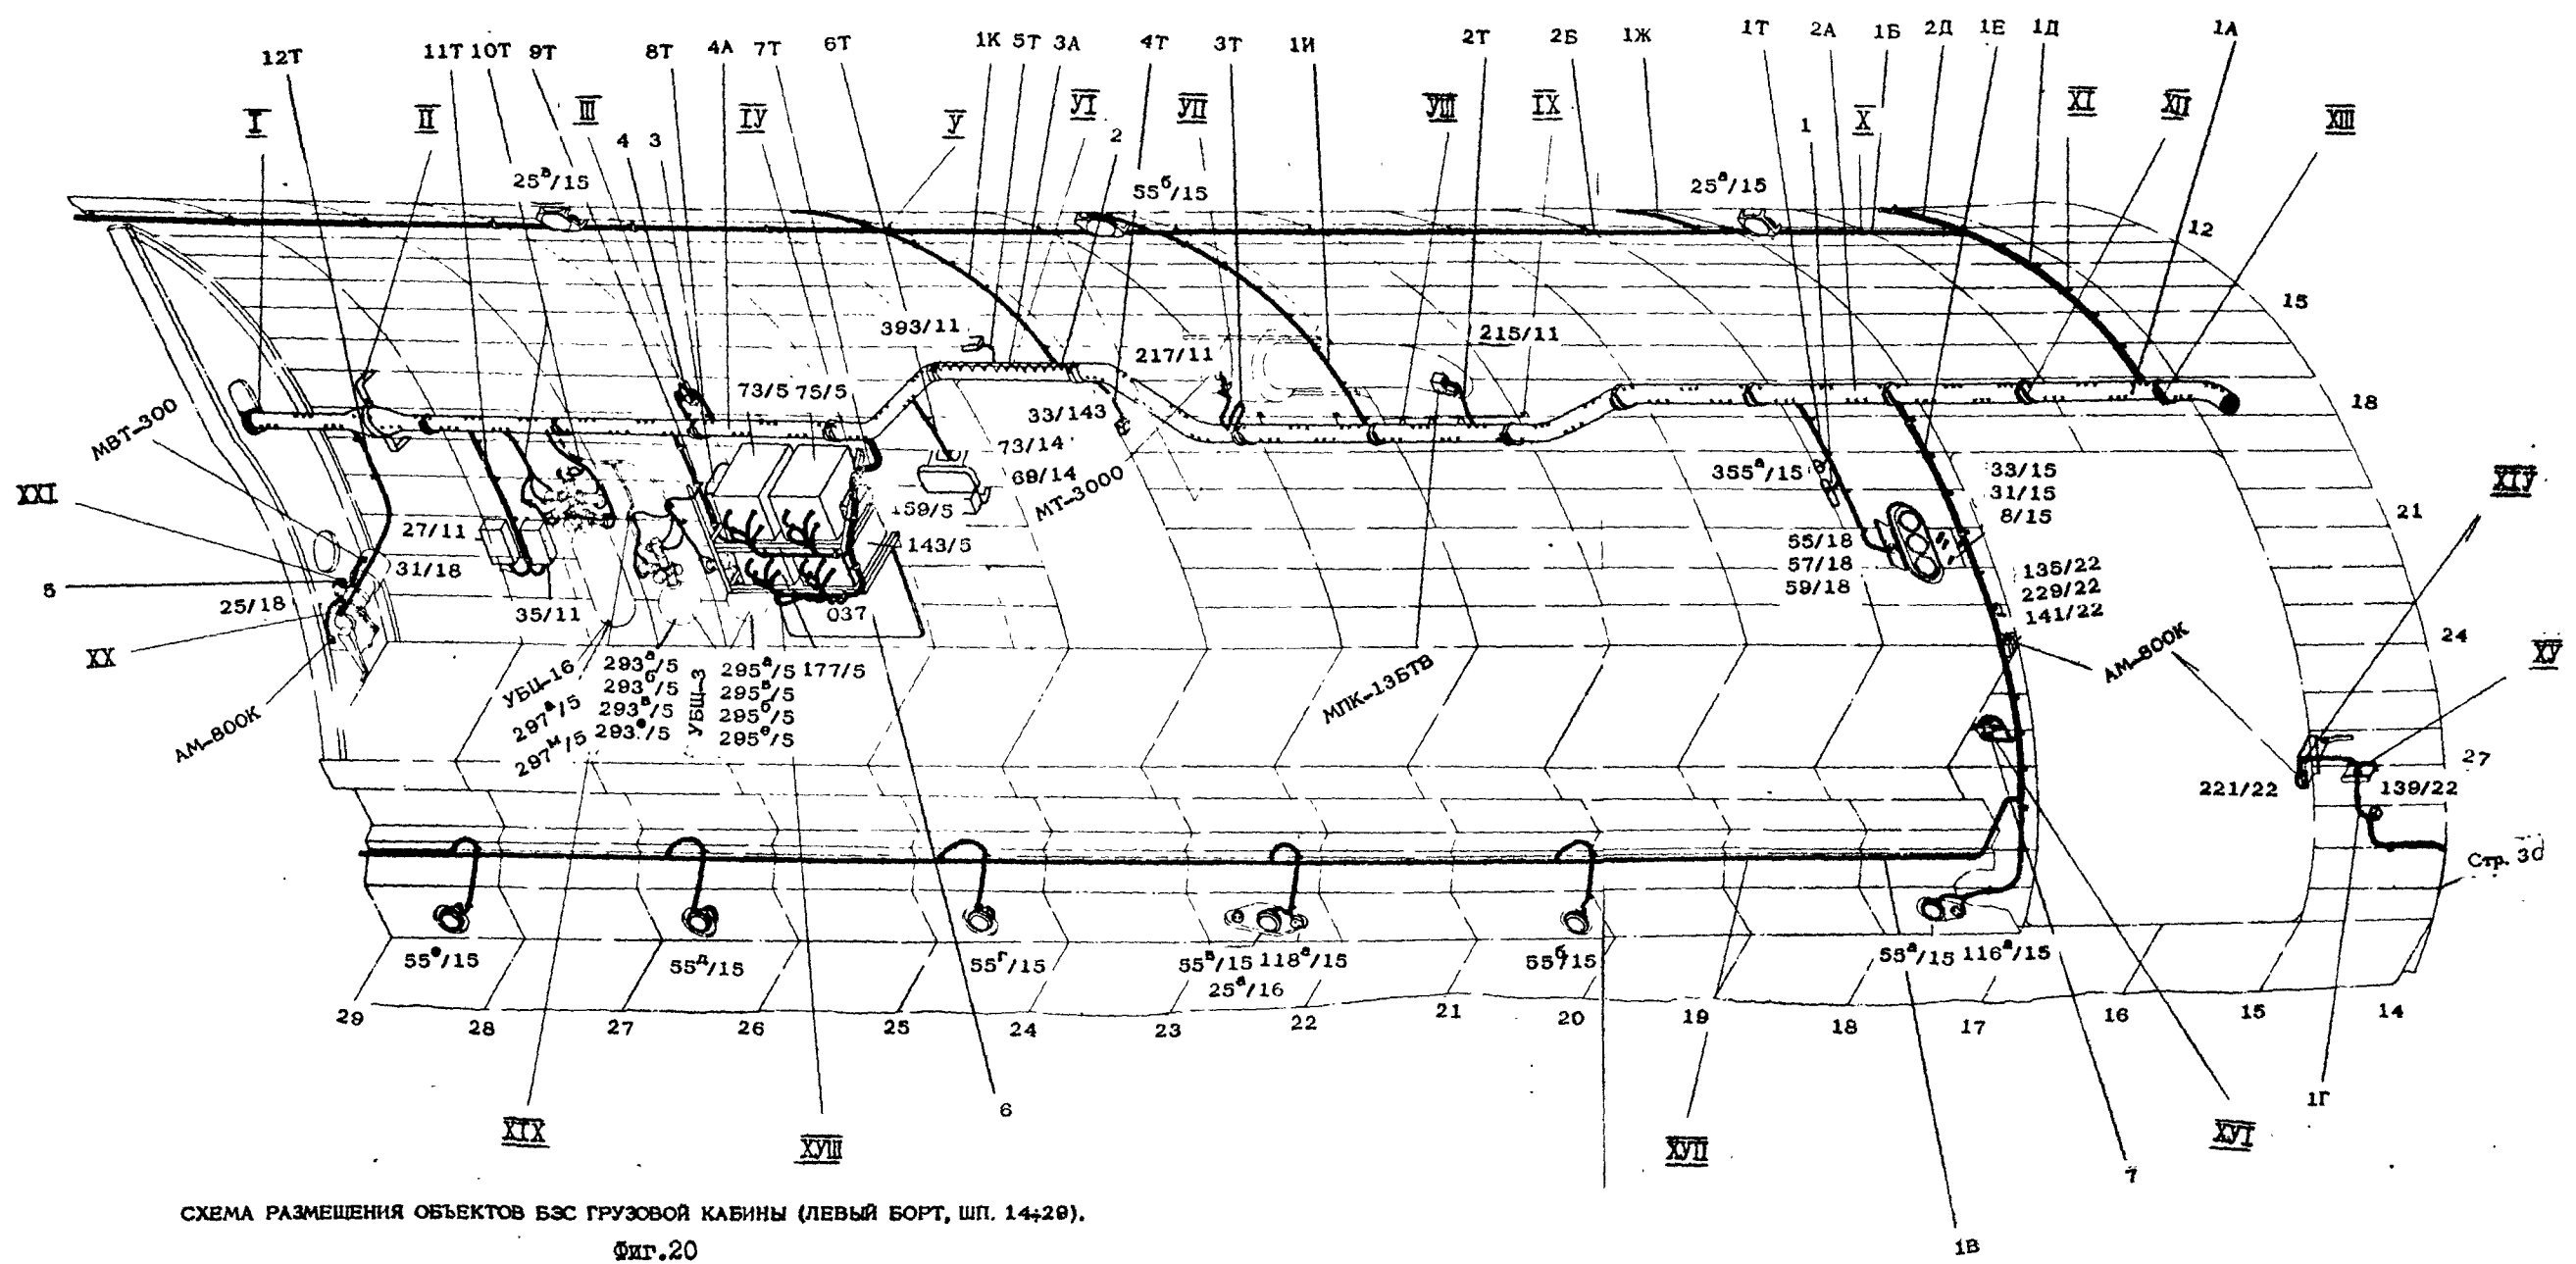 12Т 11Т 10Т 9Т 8Т 4А 7Т 6Т 1К 5Т 3А 4Т 3Т 1И 2Т 2Б 1Ж 1Т 2А 1Б 2Д 1Е 1Д 1А
I II III IУ У УI УII УIII IX X XI XII XIII
4 3 2 1
25в/15 55б/15 25а/15
12
15
18
21
24
27
393/11 217/11 215/11
МВТ-300
73/5 75/5
33/143
73/14
69/14
МТ-3000
159/5
143/5
355а/15
33/15
31/15
8/15
XIУ
XXI
5
27/11
31/18
25/18
35/11
037
55/18
57/18
59/18
135/22
229/22
141/22
XX
АМ-800К
АМ-800К
XУ
УБЦ-16
297а/5
297м/5
293а/5
293б/5
293в/5
293е/5
УБЦ-3
295а/5
295в/5
295б/5
295е/5
177/5
МПК-13БТВ
221/22
139/22
Стр. 30
55е/15 55д/15 55г/15 55в/15 118а/15 55б/15 55а/15 116а/15
25а/16
29 28 27 26 25 24 23 22 21 20 19 18 17 16 15 14
XIX XУIII 6 XУII 7 XУI 1Г
1В
СХЕМА РАЗМЕЩЕНИЯ ОБЪЕКТОВ БЭС ГРУЗОВОЙ КАБИНЫ (ЛЕВЫЙ БОРТ, ШП. 14÷29).
Фиг.20